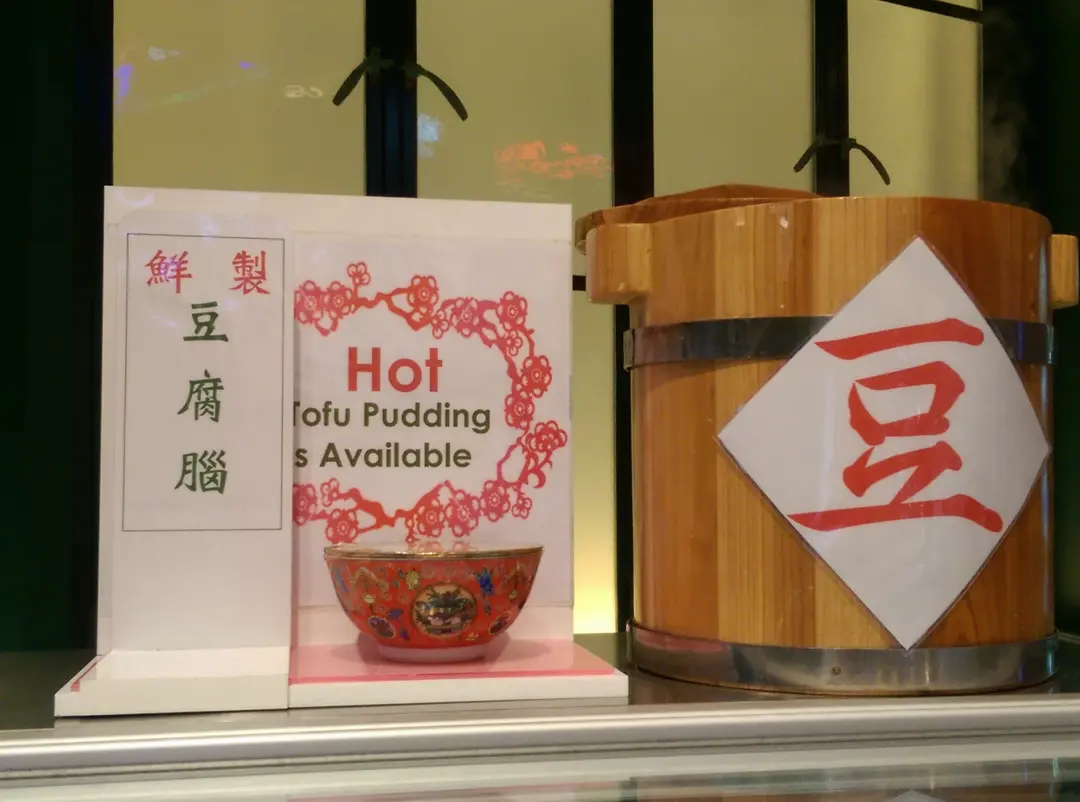 鮮 製
豆
腐
腦
Hot
Tofu Pudding
s Available
豆